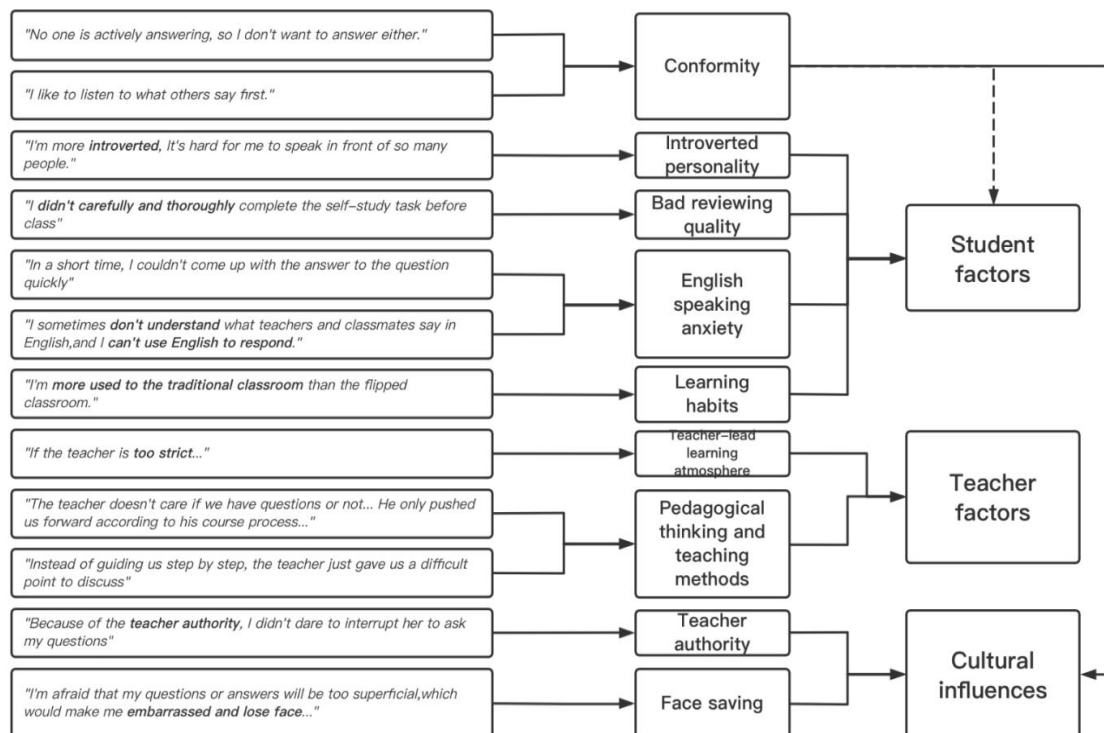 "No one is actively answering, so I don't want to answer either."
"I like to listen to what others say first."
Conformity
"I'm more introverted, It's hard for me to speak in front of so many
people."
Introverted
personality
"I didn't carefully and thoroughly complete the self-study task before
class"
Bad reviewing
quality
"In a short time, I couldn't come up with the answer to the question
quickly"
"I sometimes don't understand what teachers and classmates say in
English,and I can't use English to respond."
English
speaking
anxiety
"I'm more used to the traditional classroom than the flipped
classroom."
Learning
habits
Student
factors
"If the teacher is too strict..."
Teacher-lead
learning
atmosphere
"The teacher doesn't care if we have questions or not... He only pushed
us forward according to his course process..."
"Instead of guiding us step by step, the teacher just gave us a difficult
point to discuss"
Pedagogical
thinking and
teaching
methods
Teacher
factors
"Because of the teacher authority, I didn't dare to interrupt her to ask
my questions"
Teacher
authority
"I'm afraid that my questions or answers will be too superficial,which
would make me embarrassed and lose face..."
Face saving
Cultural
influences